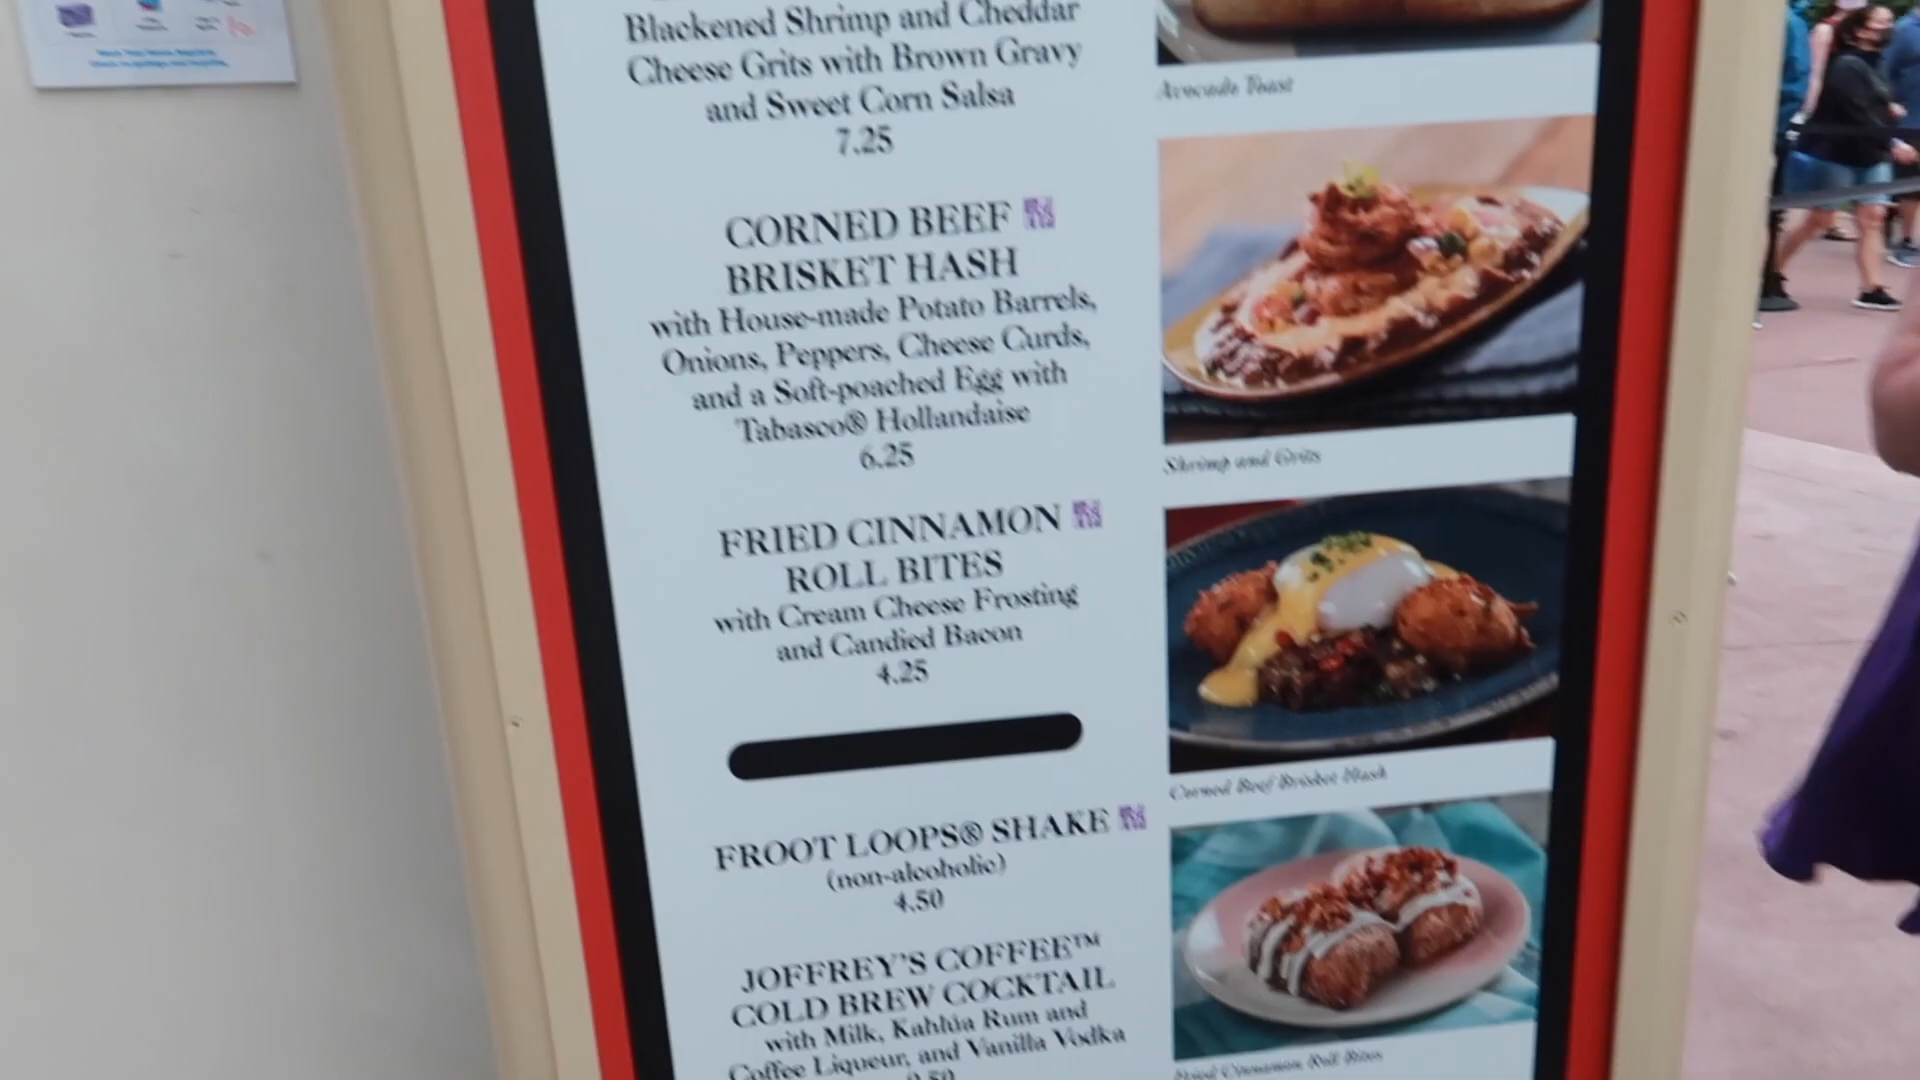 Blackened Shrimp and Cheddar
Cheese Grits with Brown Gravy
and Sweet Corn Salsa
7.25
CORNED BEEF
BRISKET HASH
with House-made Potato Barrels,
Onions, Peppers, Cheese Curds,
and a Soft-poached Egg with
Tabasco® Hollandaise
6.25
FRIED CINNAMON
ROLL BITES
with Cream Cheese Frosting
and Candied Bacon
4.25
FROOT LOOPS® SHAKE
(non-alcoholic)
4.50
JOFFREY'S COFFEE™
COLD BREW COCKTAIL
with Milk, Kahlúa Rum and
Coffee Liqueur, and Vanilla Vodka
Avocado Toast
Shrimp and Grits
Corned Beef Brisket Hash
Fried Cinnamon Roll Bites